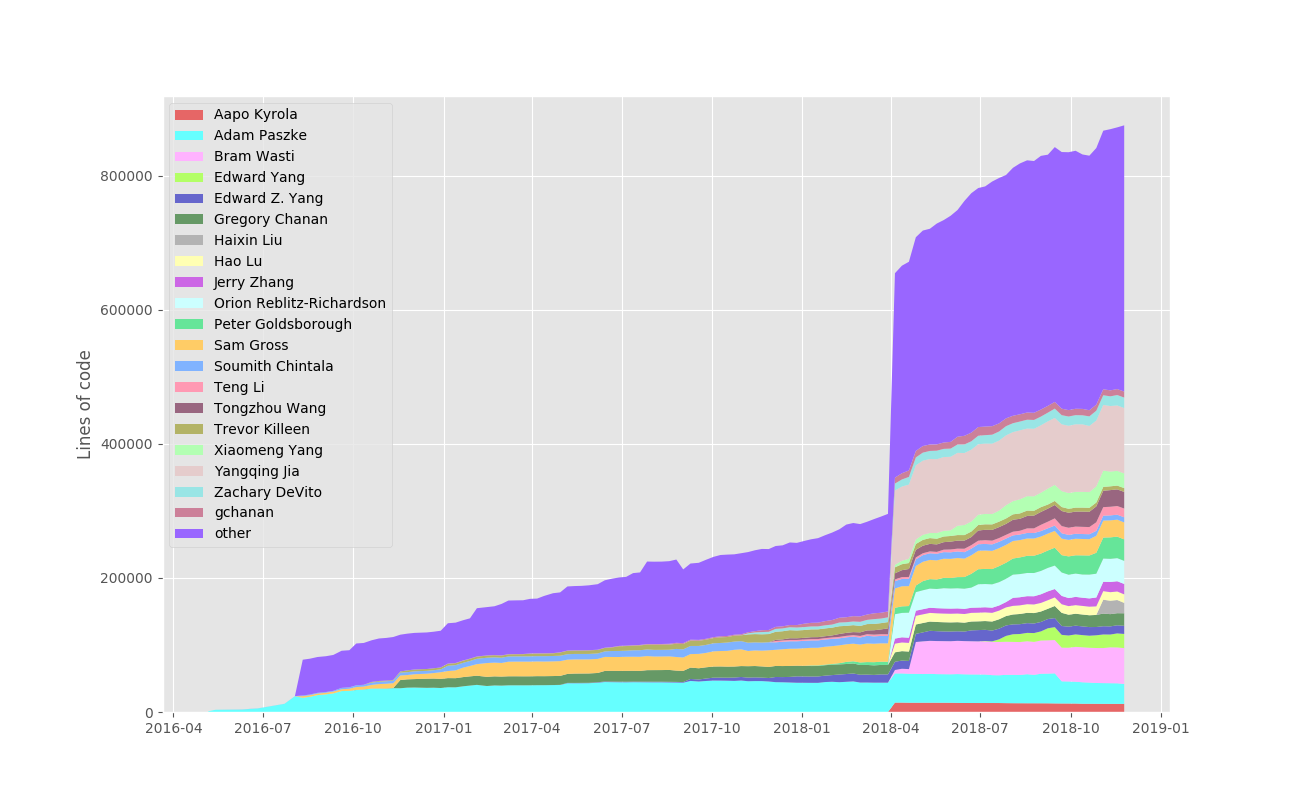 Aapo Kyrola
Adam Paszke
Bram Wasti
Edward Yang
Edward Z. Yang
Gregory Chanan
Haixin Liu
Hao Lu
Jerry Zhang
Orion Reblitz-Richardson
Peter Goldsborough
Sam Gross
Soumith Chintala
Teng Li
Tongzhou Wang
Trevor Killeen
Xiaomeng Yang
Yangqing Jia
Zachary DeVito
gchanan
other
Lines of code
800000
600000
400000
200000
0
2016-04 2016-07 2016-10 2017-01 2017-04 2017-07 2017-10 2018-01 2018-04 2018-07 2018-10 2019-01